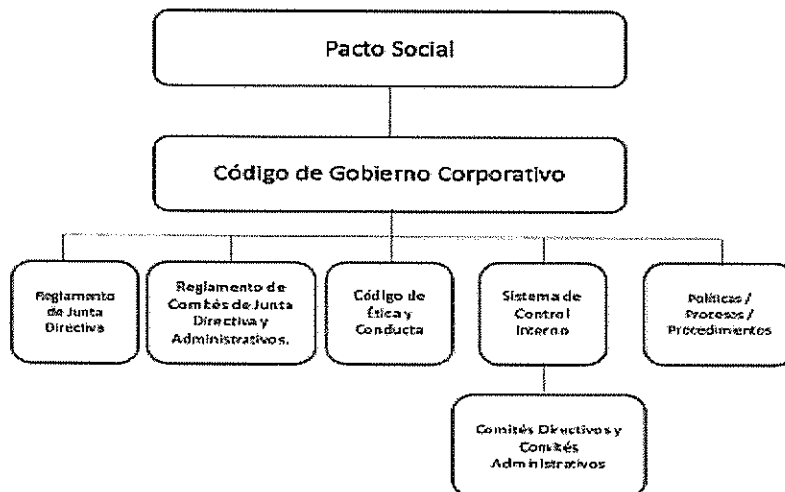 Pacto Social
Código de Gobierno Corporativo
Reglamento
de Junta
Directiva
Reglamento de
Comités de Junta
Directiva y
Administrativos.
Código de
Ética y
Conducta
Sistema de
Control
Interno
Políticas /
Procesos /
Procedimientos
Comités Directivos y
Comités
Administrativos